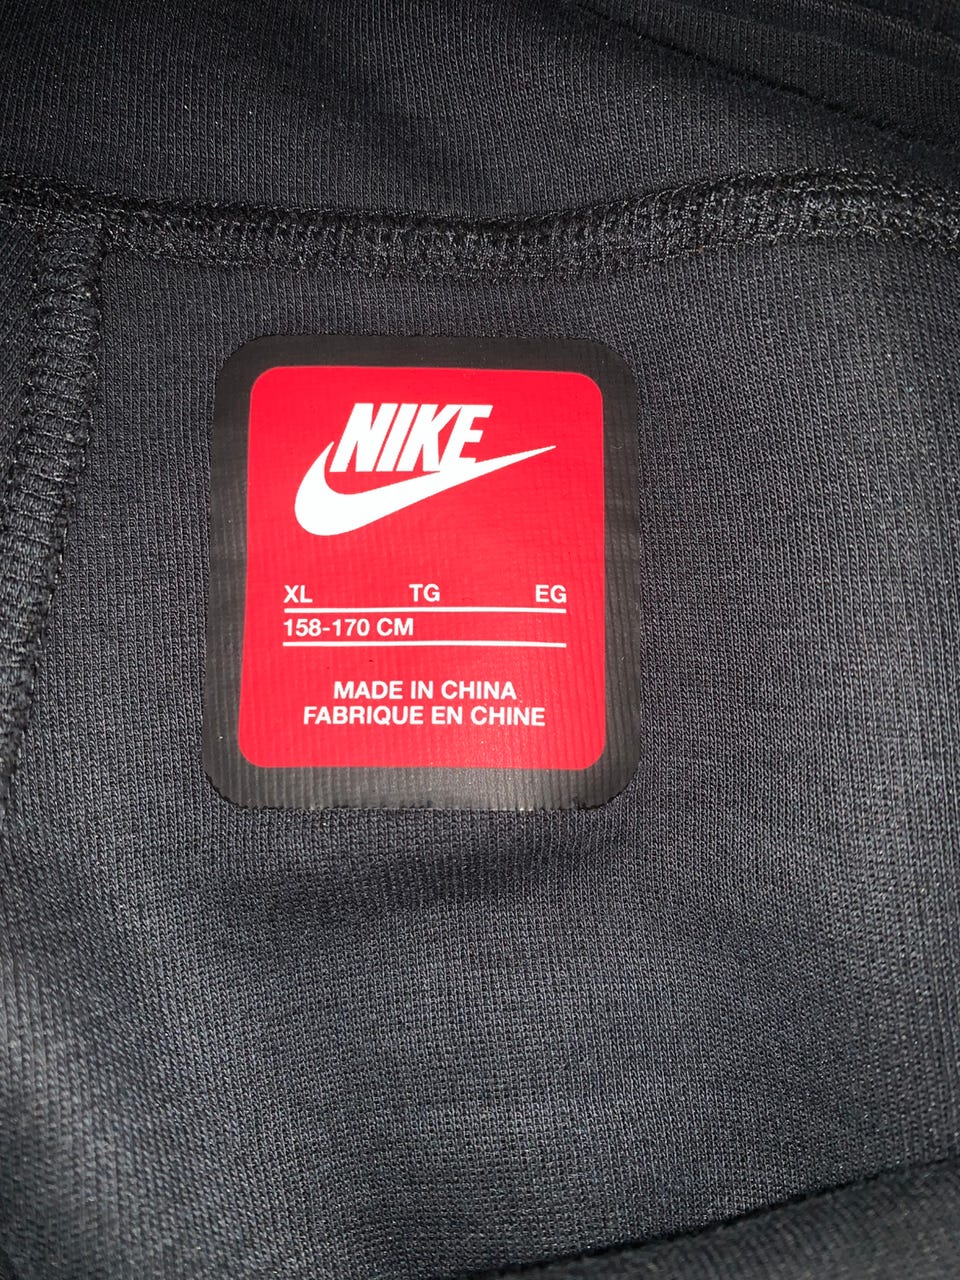 NIKE
XL TG EG
158-170 CM
MADE IN CHINA
FABRIQUE EN CHINE